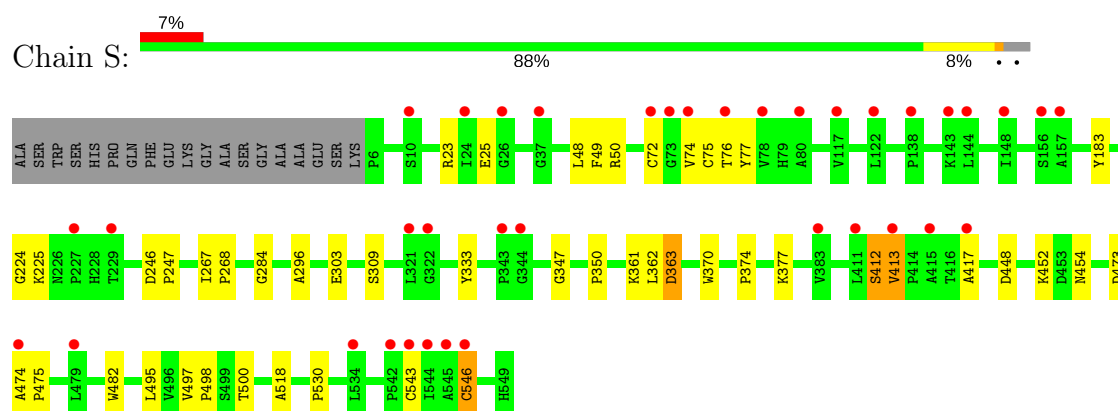 7%
Chain S:
88% 8% • •
ALA SER TRP SER HIS PRO GLN PHE GLU LYS GLY ALA SER GLY ALA ALA GLU SER LYS P6 S10 R23 I24 E25 G26 G37 L48 F49 R50 C72 G73 V74 C75 T76 Y77 V78 H79 A80 V117 L122 P138 K143 L144 I148 S156 A157 Y183
G224 K225 N226 P227 H228 T229 D246 P247 I267 P268 G284 A296 E303 S309 L321 G322 Y333 P343 G344 G347 P350 K361 L362 D363 W370 P374 K377 V383 L411 S412 V413 P414 A415 T416 A417 D448 K452 D453 N454
A474 P475 L479 W482 L495 V496 V497 P498 S499 T500 A518 P530 L534 P542 C543 I544 A545 C546 H549